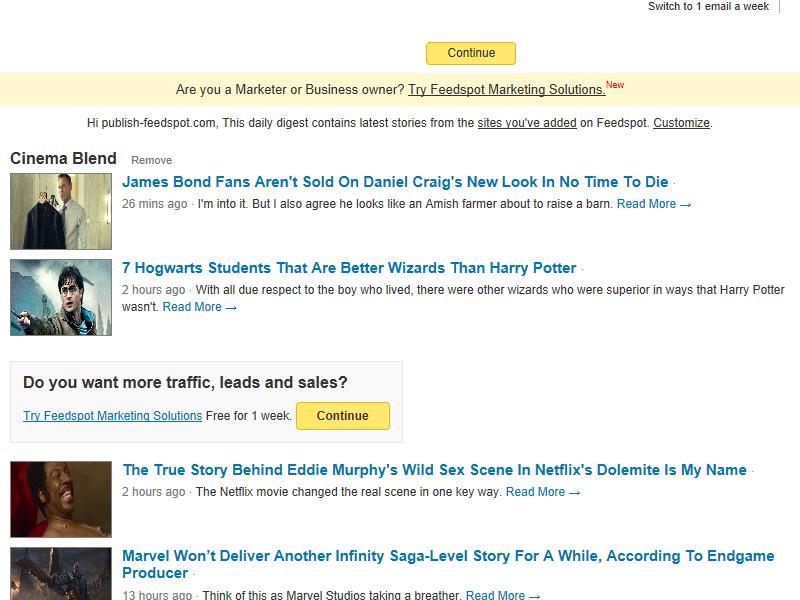 Switch to 1 email a week
Continue
Are you a Marketer or Business owner? Try Feedspot Marketing Solutions.New
Hi publish-feedspot.com, This daily digest contains latest stories from the sites you've added on Feedspot. Customize.
Cinema Blend Remove
James Bond Fans Aren't Sold On Daniel Craig's New Look In No Time To Die ·
26 mins ago · I'm into it. But I also agree he looks like an Amish farmer about to raise a barn. Read More →
7 Hogwarts Students That Are Better Wizards Than Harry Potter ·
2 hours ago · With all due respect to the boy who lived, there were other wizards who were superior in ways that Harry Potter
wasn't. Read More →
Do you want more traffic, leads and sales?
Try Feedspot Marketing Solutions Free for 1 week. Continue
The True Story Behind Eddie Murphy's Wild Sex Scene In Netflix's Dolemite Is My Name ·
2 hours ago · The Netflix movie changed the real scene in one key way. Read More →
Marvel Won’t Deliver Another Infinity Saga-Level Story For A While, According To Endgame
Producer ·
13 hours ago · Think of this as Marvel Studios taking a breather. Read More →